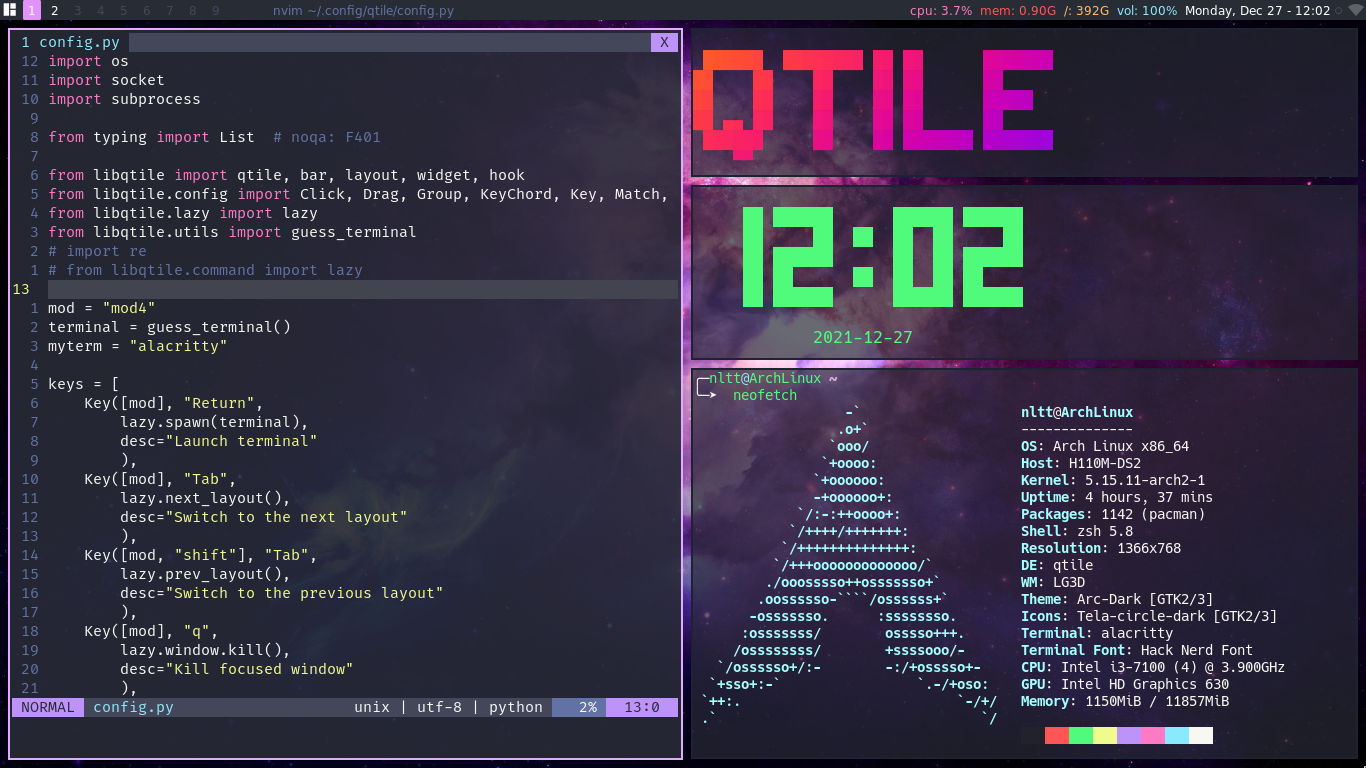 1 2 3 4 5 6 7 8 9 nvim ~/.config/qtile/config.py cpu: 3.7% mem: 0.90G /: 392G vol: 100% Monday, Dec 27 - 12:02
1 config.py X
12 import os
11 import socket
10 import subprocess
9
8 from typing import List  # noqa: F401
7
6 from libqtile import qtile, bar, layout, widget, hook
5 from libqtile.config import Click, Drag, Group, KeyChord, Key, Match,
4 from libqtile.lazy import lazy
3 from libqtile.utils import guess_terminal
2 # import re
1 # from libqtile.command import lazy
13
1 mod = "mod4"
2 terminal = guess_terminal()
3 myterm = "alacritty"
4
5 keys = [
6     Key([mod], "Return",
7         lazy.spawn(terminal),
8         desc="Launch terminal"
9         ),
10     Key([mod], "Tab",
11         lazy.next_layout(),
12         desc="Switch to the next layout"
13         ),
14     Key([mod, "shift"], "Tab",
15         lazy.prev_layout(),
16         desc="Switch to the previous layout"
17         ),
18     Key([mod], "q",
19         lazy.window.kill(),
20         desc="Kill focused window"
21         ),
NORMAL config.py unix | utf-8 | python 2% 13:0
QTILE
12:02
2021-12-27
nltt@ArchLinux ~
neofetch
nltt@ArchLinux
--------------
OS: Arch Linux x86_64
Host: H110M-DS2
Kernel: 5.15.11-arch2-1
Uptime: 4 hours, 37 mins
Packages: 1142 (pacman)
Shell: zsh 5.8
Resolution: 1366x768
DE: qtile
WM: LG3D
Theme: Arc-Dark [GTK2/3]
Icons: Tela-circle-dark [GTK2/3]
Terminal: alacritty
Terminal Font: Hack Nerd Font
CPU: Intel i3-7100 (4) @ 3.900GHz
GPU: Intel HD Graphics 630
Memory: 1150MiB / 11857MiB